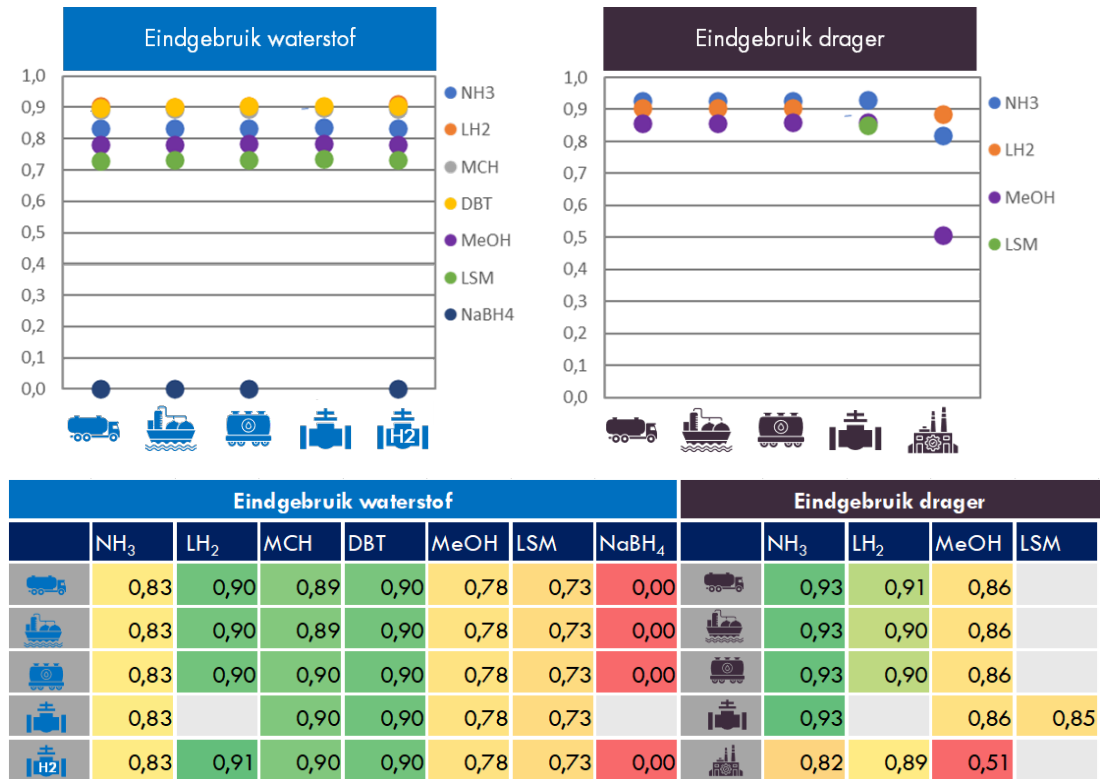 Eindgebruik waterstof
1,0
0,9
0,8
0,7
0,6
0,5
0,4
0,3
0,2
0,1
0,0
NH3
LH2
MCH
DBT
MeOH
LSM
NaBH4
H2
Eindgebruik drager
1,0
0,9
0,8
0,7
0,6
0,5
0,4
0,3
0,2
0,1
0,0
NH3
LH2
MeOH
LSM
Eindgebruik waterstof Eindgebruik drager
NH₃ LH₂ MCH DBT MeOH LSM NaBH₄ NH₃ LH₂ MeOH LSM
0,83 0,90 0,89 0,90 0,78 0,73 0,00 0,93 0,91 0,86
0,83 0,90 0,89 0,90 0,78 0,73 0,00 0,93 0,90 0,86
0,83 0,90 0,90 0,90 0,78 0,73 0,00 0,93 0,90 0,86
0,83 0,90 0,90 0,78 0,73 0,93 0,86 0,85
H2 0,83 0,91 0,90 0,90 0,78 0,73 0,00 0,82 0,89 0,51